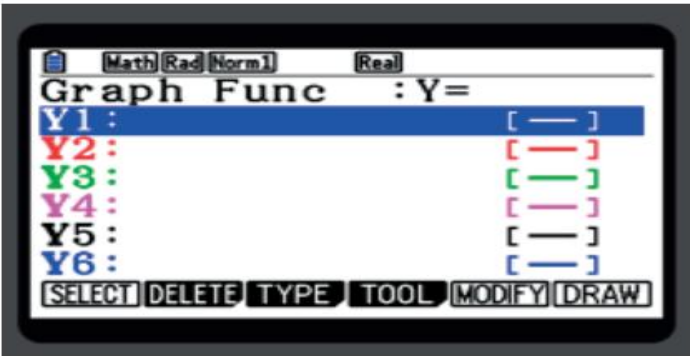 Math Rad Norm1 Real
Graph Func :Y=
Y1: [—]
Y2: [—]
Y3: [—]
Y4: [—]
Y5: [—]
Y6: [—]
SELECT DELETE TYPE TOOL MODIFY DRAW